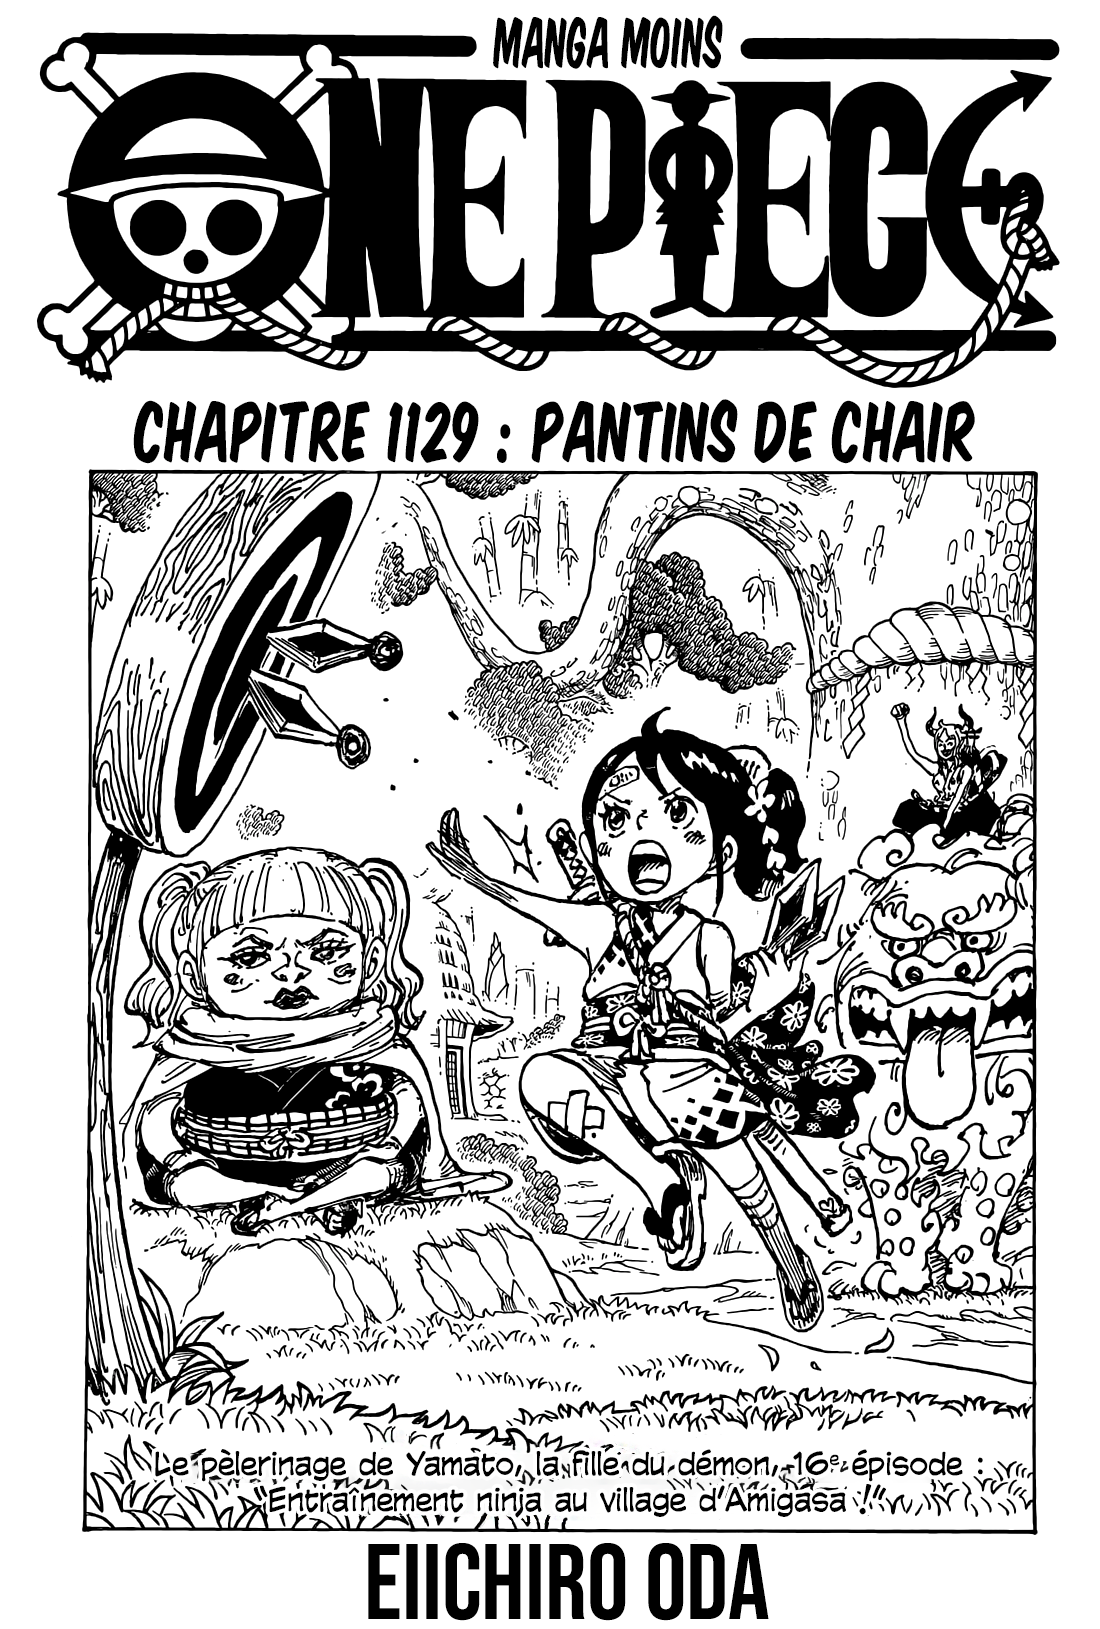 MANGA MOINS
ONE PIECE
CHAPITRE 1129 : PANTINS DE CHAIR
Le pèlerinage de Yamato, la fille du démon, 16e épisode :
"Entraînement ninja au village d'Amigasa !"
EIICHIRO ODA